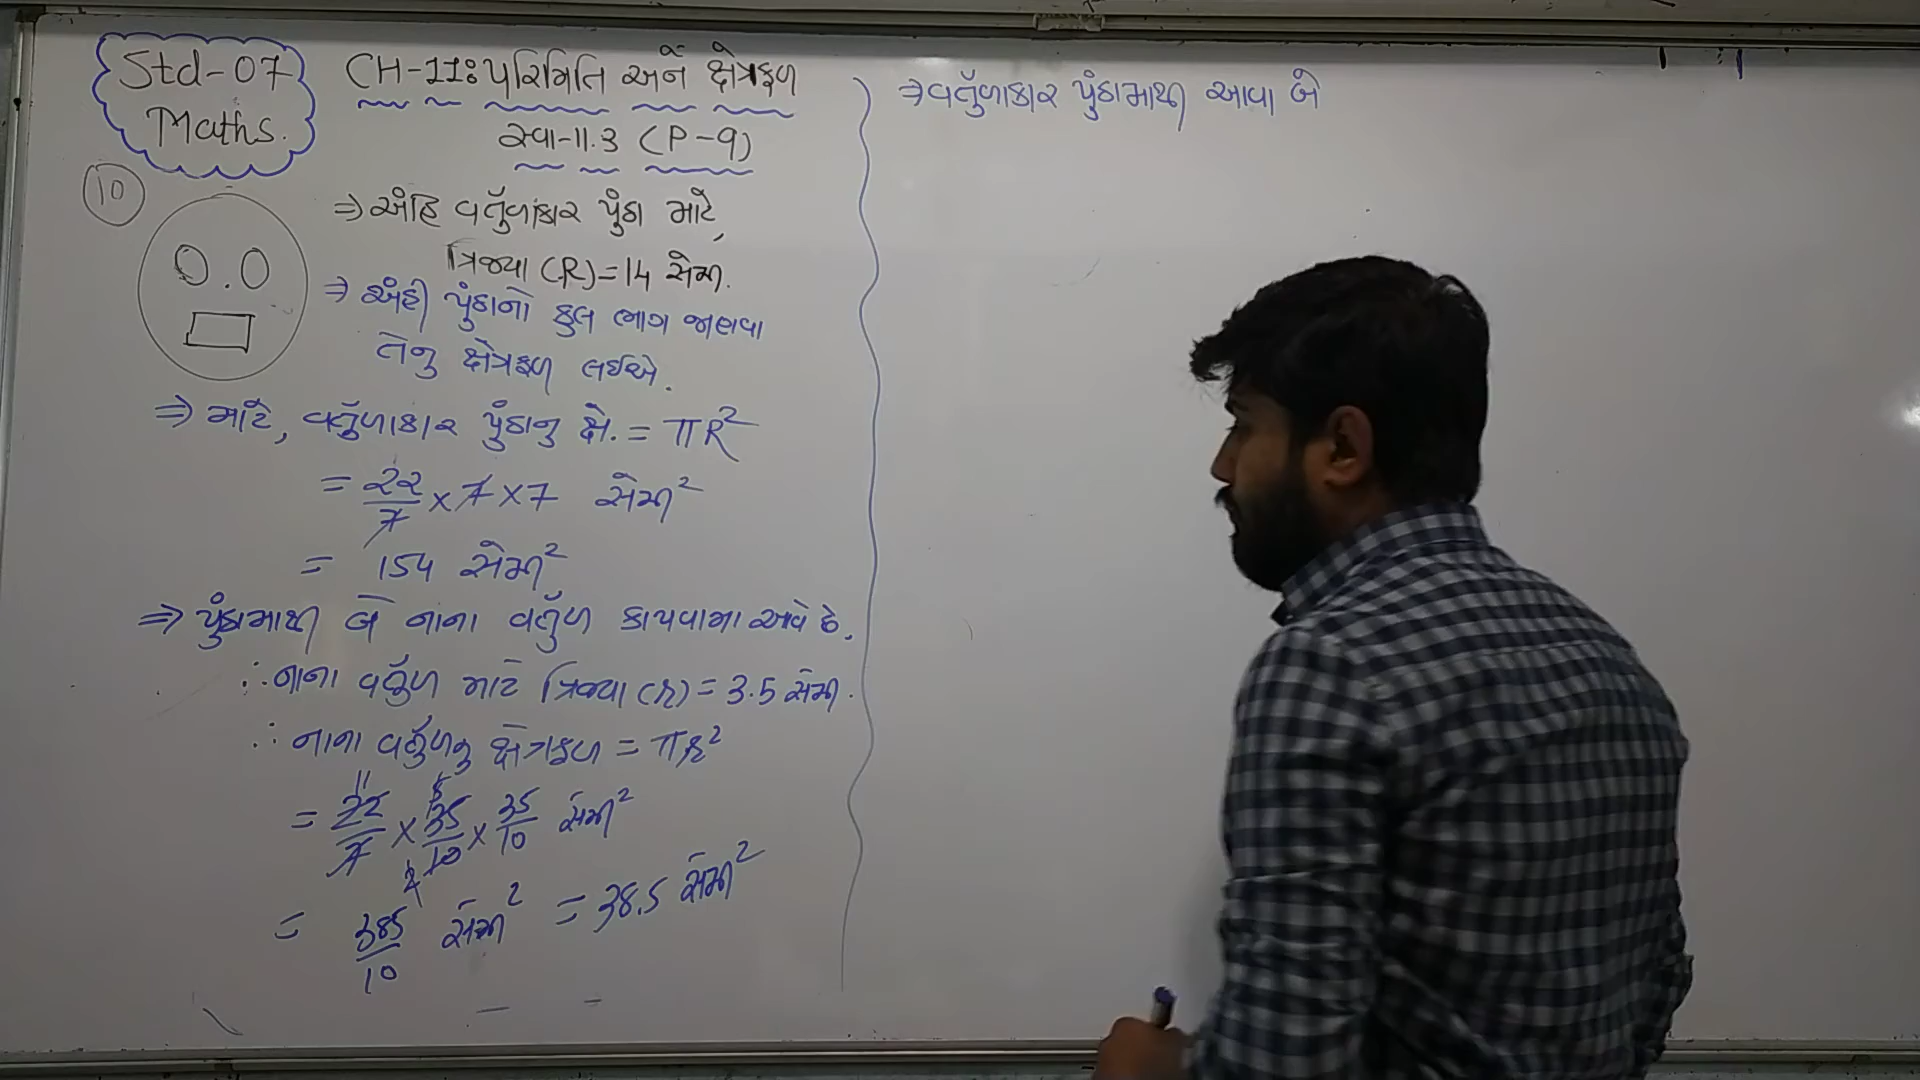 Std-07
Maths.
CH-11: પરિમિતિ અને ક્ષેત્રફળ
સ્વા-11.3 (P-9)
10
⇒ અંહિ વર્તુળાકાર પુંઠા માટે,
ત્રિજ્યા (R) = 14 સેમી.
⇒ અંહી પુંઠાનો કુલ ભાગ જાણવા
તેનુ ક્ષેત્રફળ લઈએ.
⇒ માટે, વર્તુળાકાર પુંઠાનુ ક્ષે. = πR²
= 22/7 × 7 × 7 સેમી²
= 154 સેમી²
⇒ પુંઠામાથી બે નાના વર્તુળ કાપવામા આવે છે.
∴ નાના વર્તુળ માટે ત્રિજ્યા (r) = 3.5 સેમી.
∴ નાના વર્તુળનુ ક્ષેત્રફળ = πr²
= 22/7 × 35/10 × 35/10 સેમી²
= 385/10 સેમી² = 38.5 સેમી²
⇒ વર્તુળાકાર પુંઠામાથી આવા બે